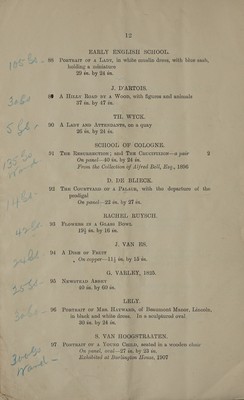 12
EARLY ENGLISH SCHOOL.
88 PORTRAIT OF A LADY, in white muslin dress, with blue sash,
holding a miniature
29 in. by 24 in.
J. D'ARTOIS.
89 A HILLY ROAD BY A WOOD, with figures and animals
37 in. by 47 in.
TH. WYCK.
90 A LADY AND ATTENDANTS, on a quay
26 in. by 24 in.
SCHOOL OF COLOGNE.
91 THE RESURRECTION; and THE CRUCIFIXION—a pair 2
On panel—40 in. by 24 in.
From the Collection of Alfred Bell, Esq., 1896
D. DE BLIECK.
92 THE COURTYARD OF A PALACE, with the departure of the
prodigal
On panel—22 in. by 27 in.
RACHEL RUYSCH.
93 FLOWERS IN A GLASS BOWL
in. by 18 in.
J. VAN ES.
94 A DISH OF FRUIT
On copper—11½ in. by 15 in.
G. VARLEY, 1825.
95 NEWSTEAD ABBEY
40 in. by 60 in.
LELY.
96 PORTRAIT OF MRS. HAYWARD, of Beaumont Manor, Lincoln,
in black and white dress. In a sculptured oval
30 in. by 24 in.
S. VAN HOOGSTRAATEN.
97 PORTRAIT OF A YOUNG CHILD, seated in a wooden chair
On panel, oval—27 in. by 23 in.
Exhibited at Burlington House, 1907